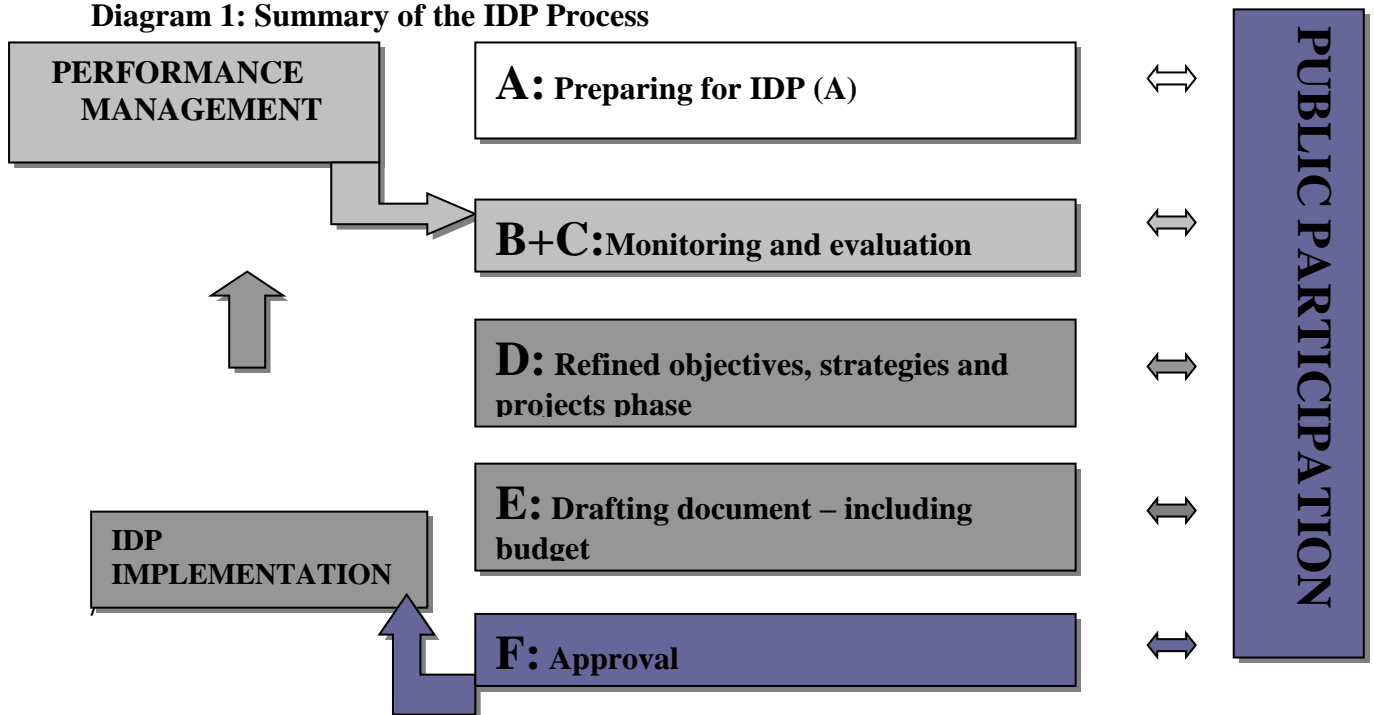 Diagram 1: Summary of the IDP Process
PERFORMANCE
MANAGEMENT
A: Preparing for IDP (A)
B+C:Monitoring and evaluation
D: Refined objectives, strategies and
projects phase
E: Drafting document – including
budget
IDP
IMPLEMENTATION
F: Approval
PUBLIC PARTICIPATION